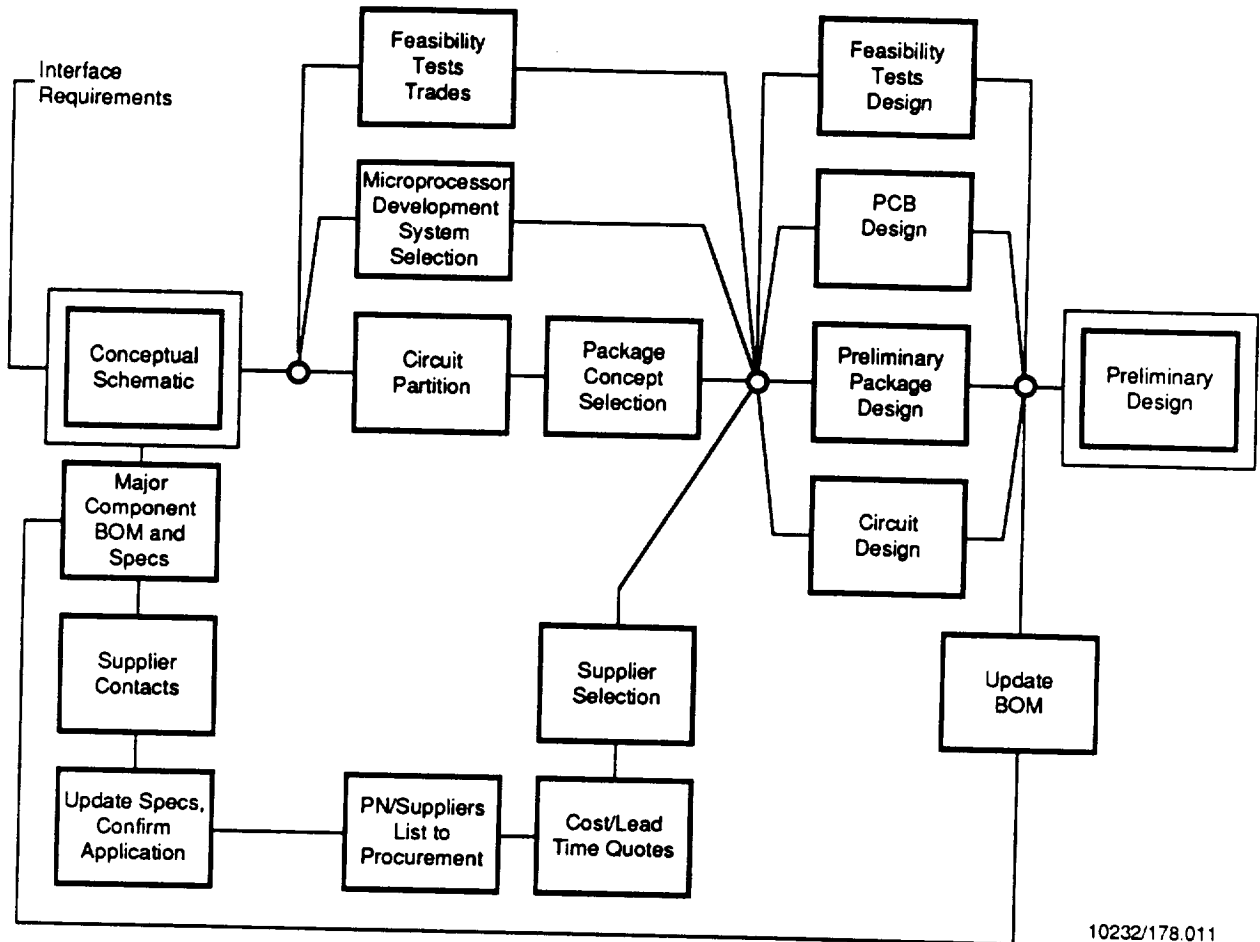 Interface
Requirements
Feasibility
Tests
Trades
Feasibility
Tests
Design
Microprocessor
Development
System
Selection
PCB
Design
Conceptual
Schematic
Circuit
Partition
Package
Concept
Selection
Preliminary
Package
Design
Preliminary
Design
Major
Component
BOM and
Specs
Circuit
Design
Supplier
Contacts
Supplier
Selection
Update
BOM
Update Specs,
Confirm
Application
PN/Suppliers
List to
Procurement
Cost/Lead
Time Quotes
10232/178.011